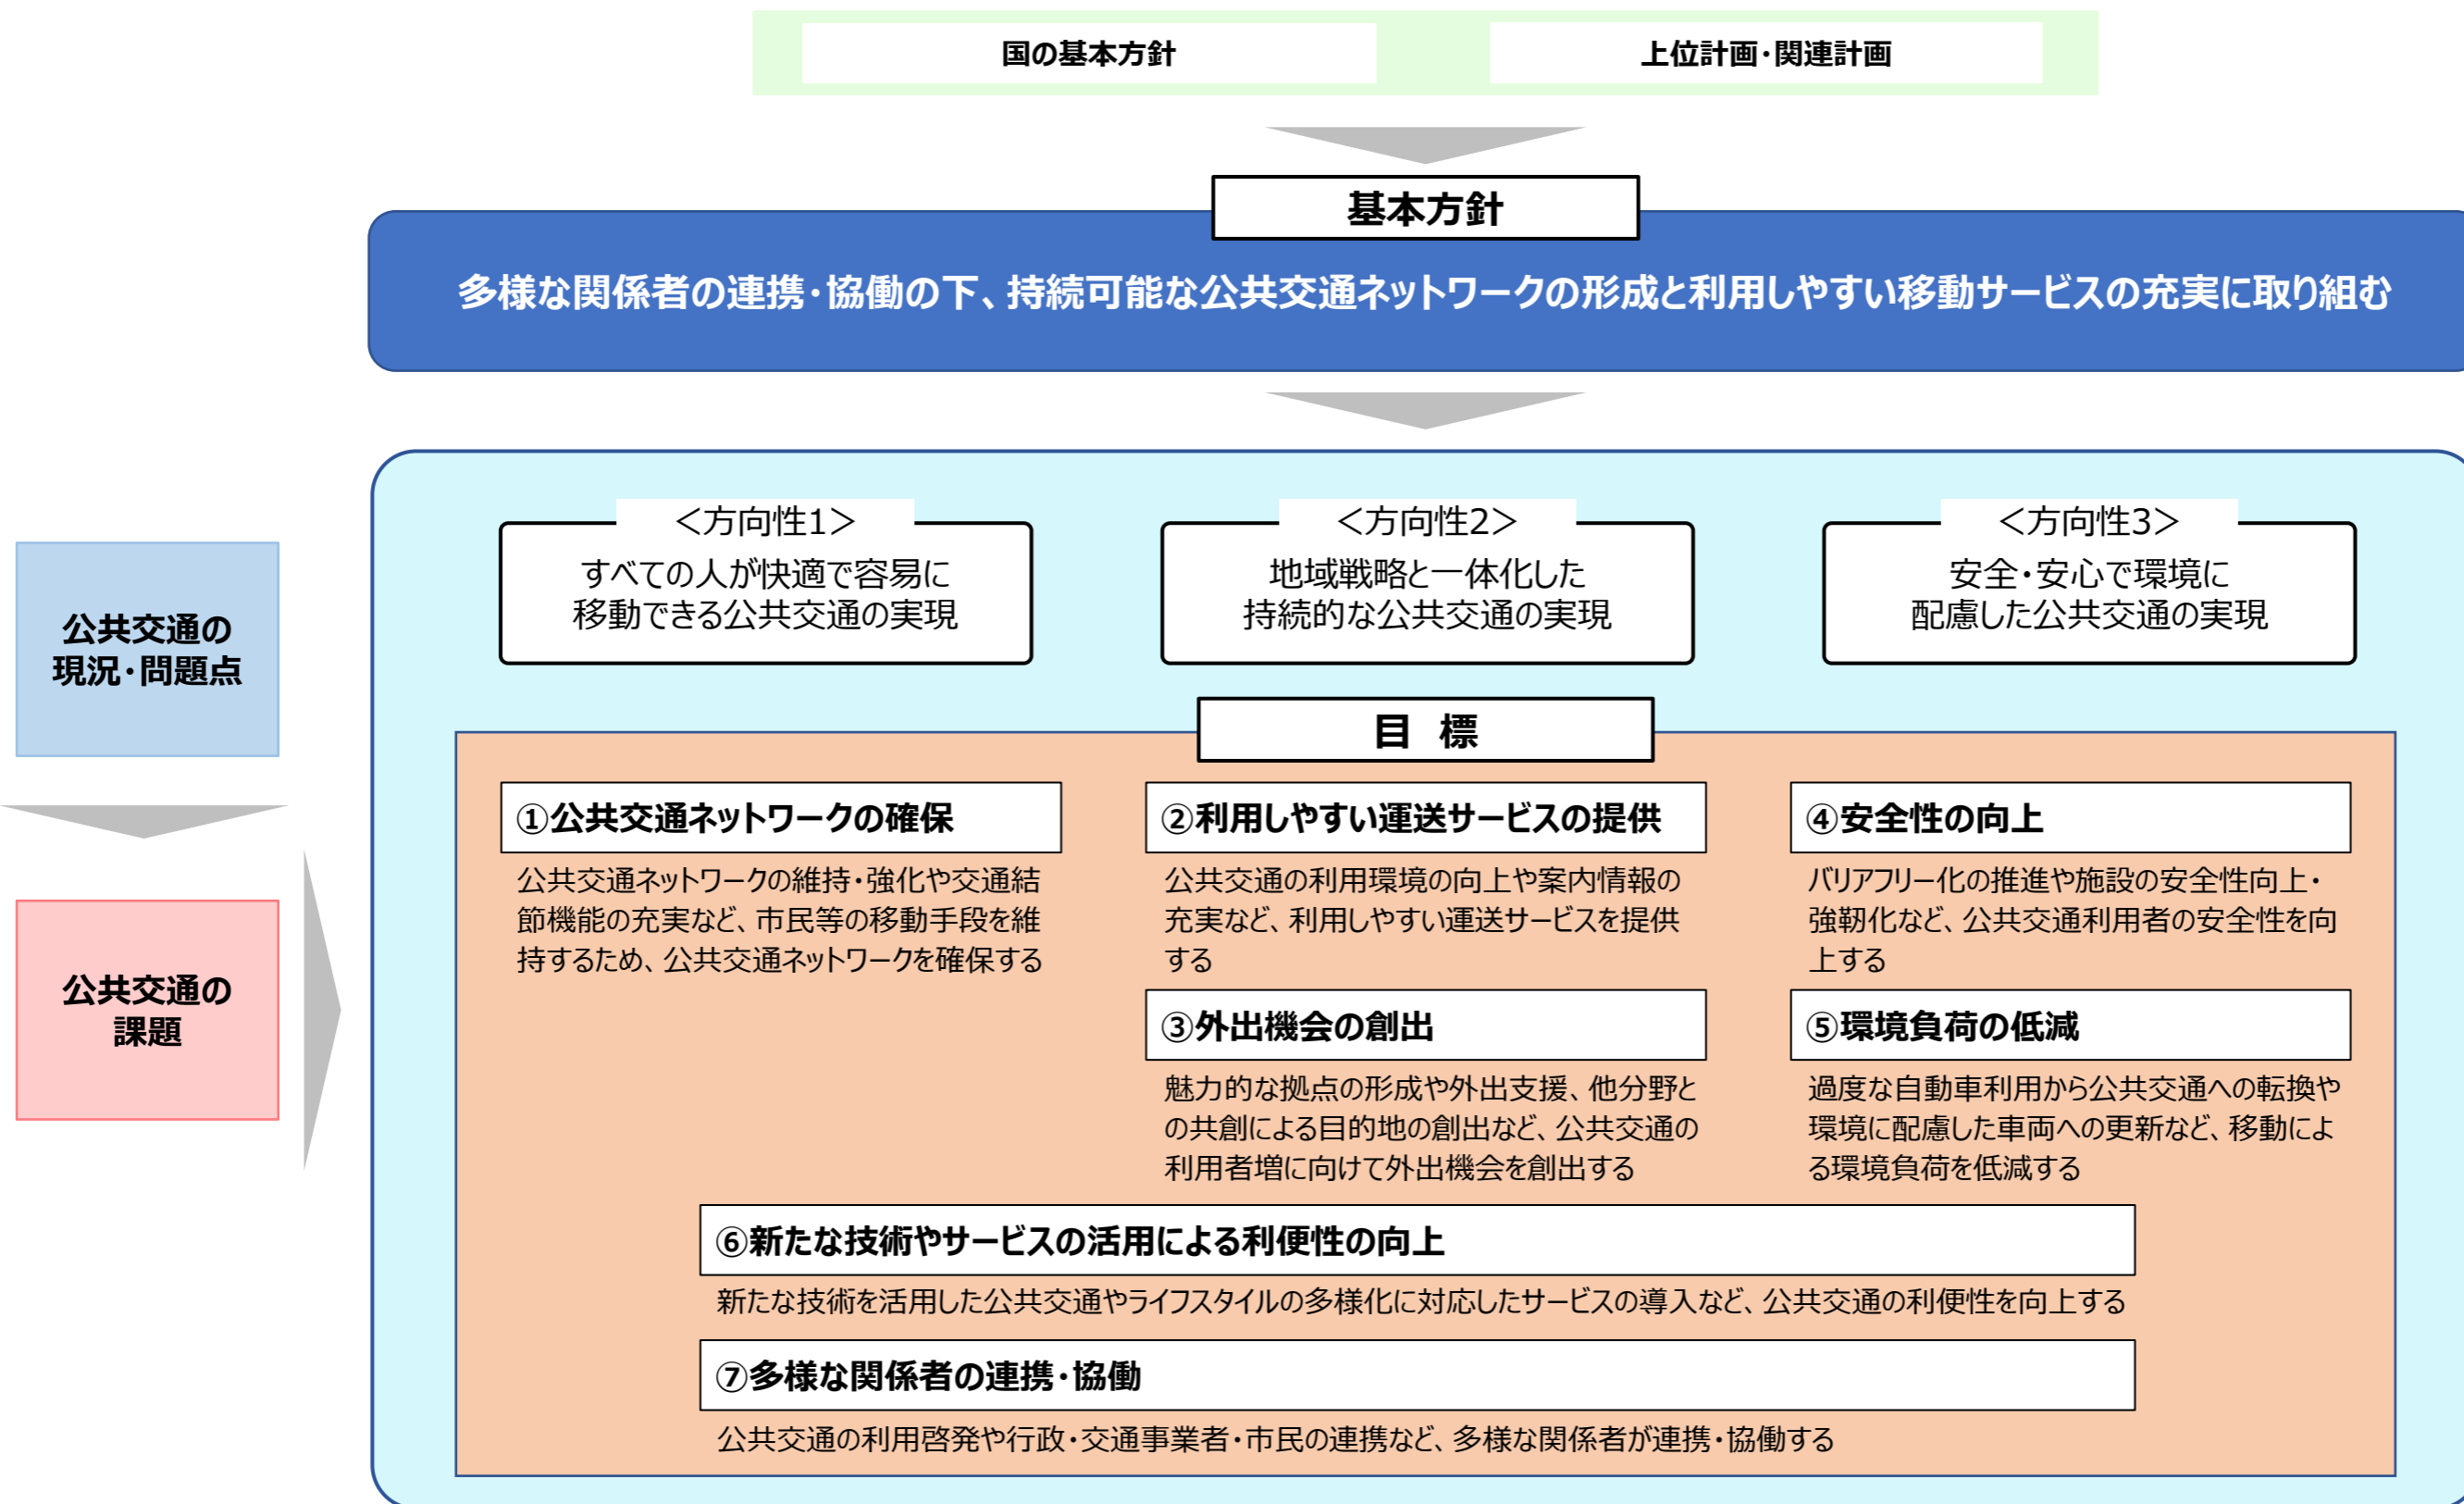 国の基本方針
上位計画・関連計画
基本方針
多様な関係者の連携・協働の下、持続可能な公共交通ネットワークの形成と利用しやすい移動サービスの充実に取り組む
公共交通の
現況・問題点
公共交通の
課題
＜方向性1＞
すべての人が快適で容易に
移動できる公共交通の実現
＜方向性2＞
地域戦略と一体化した
持続的な公共交通の実現
＜方向性3＞
安全・安心で環境に
配慮した公共交通の実現
目 標
①公共交通ネットワークの確保
公共交通ネットワークの維持・強化や交通結
節機能の充実など、市民等の移動手段を維
持するため、公共交通ネットワークを確保する
②利用しやすい運送サービスの提供
公共交通の利用環境の向上や案内情報の
充実など、利用しやすい運送サービスを提供
する
③外出機会の創出
魅力的な拠点の形成や外出支援、他分野と
の共創による目的地の創出など、公共交通の
利用者増に向けて外出機会を創出する
④安全性の向上
バリアフリー化の推進や施設の安全性向上・
強靭化など、公共交通利用者の安全性を向
上する
⑤環境負荷の低減
過度な自動車利用から公共交通への転換や
環境に配慮した車両への更新など、移動によ
る環境負荷を低減する
⑥新たな技術やサービスの活用による利便性の向上
新たな技術を活用した公共交通やライフスタイルの多様化に対応したサービスの導入など、公共交通の利便性を向上する
⑦多様な関係者の連携・協働
公共交通の利用啓発や行政・交通事業者・市民の連携など、多様な関係者が連携・協働する